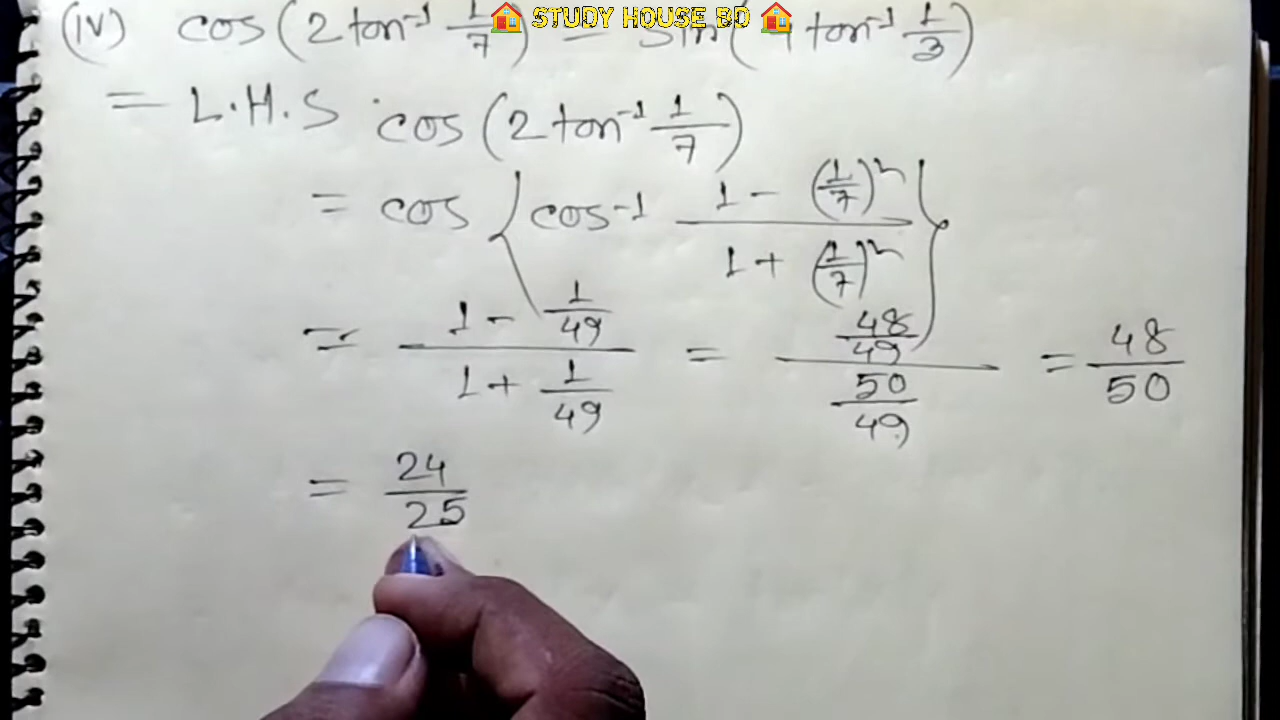 🏠 STUDY HOUSE BD 🏠
(iv) cos(2 tan⁻¹ 1/7) = sin(4 tan⁻¹ 1/3)
= L.H.S cos(2 tan⁻¹ 1/7)
= cos{cos⁻¹ (1 - (1/7)²)/(1 + (1/7)²)}
= (1 - 1/49)/(1 + 1/49) = (48/49)/(50/49) = 48/50
= 24/25